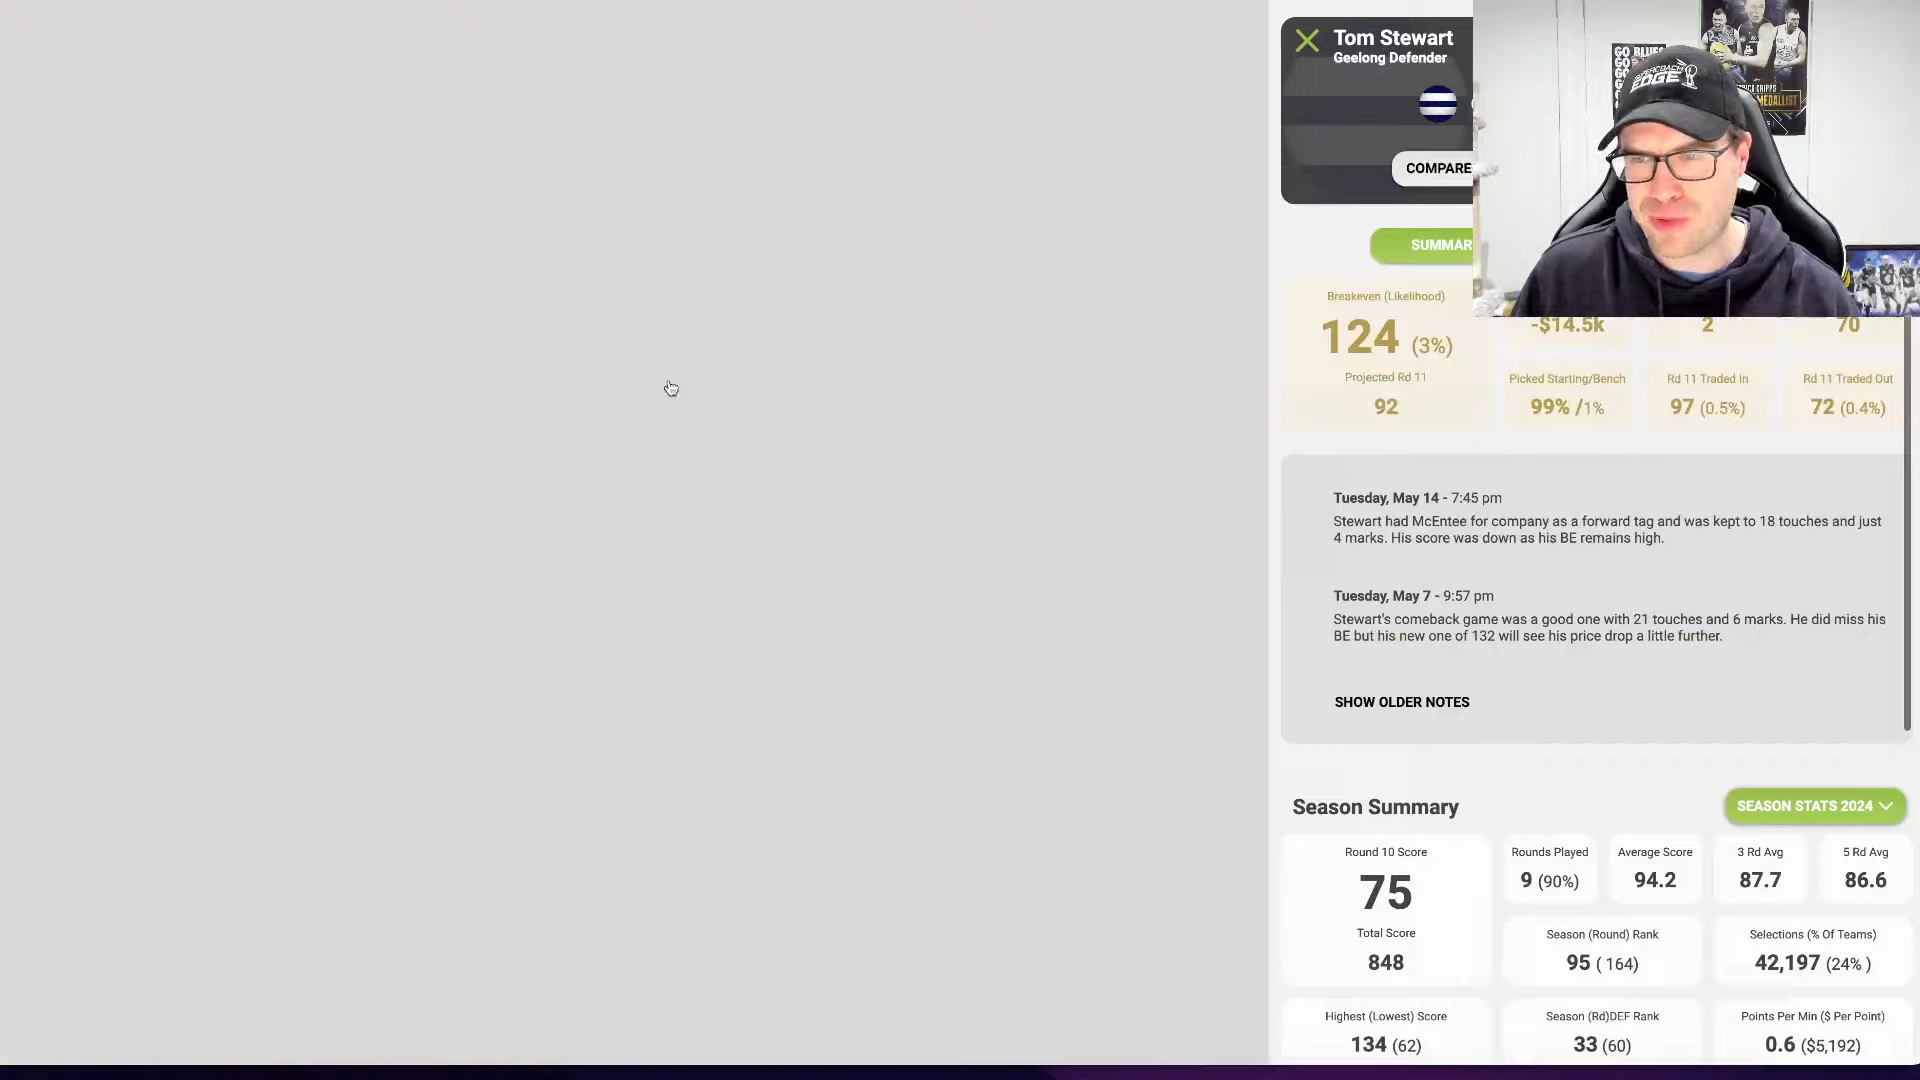 Tom Stewart
Geelong Defender
COMPARE
SUMMAR
GO BLUES
EDGE
MEDALLIST
Breakeven (Likelihood)
124 (3%)
-$14.5k
2
70
Projected Rd 11
92
Picked Starting/Bench
99% /1%
Rd 11 Traded In
97 (0.5%)
Rd 11 Traded Out
72 (0.4%)
Tuesday, May 14 - 7:45 pm
Stewart had McEntee for company as a forward tag and was kept to 18 touches and just
4 marks. His score was down as his BE remains high.
Tuesday, May 7 - 9:57 pm
Stewart's comeback game was a good one with 21 touches and 6 marks. He did miss his
BE but his new one of 132 will see his price drop a little further.
SHOW OLDER NOTES
Season Summary
SEASON STATS 2024
Round 10 Score
75
Total Score
848
Rounds Played
9 (90%)
Average Score
94.2
3 Rd Avg
87.7
5 Rd Avg
86.6
Season (Round) Rank
95 ( 164)
Selections (% Of Teams)
42,197 (24% )
Highest (Lowest) Score
134 (62)
Season (Rd)DEF Rank
33 (60)
Points Per Min ($ Per Point)
0.6 ($5,192)